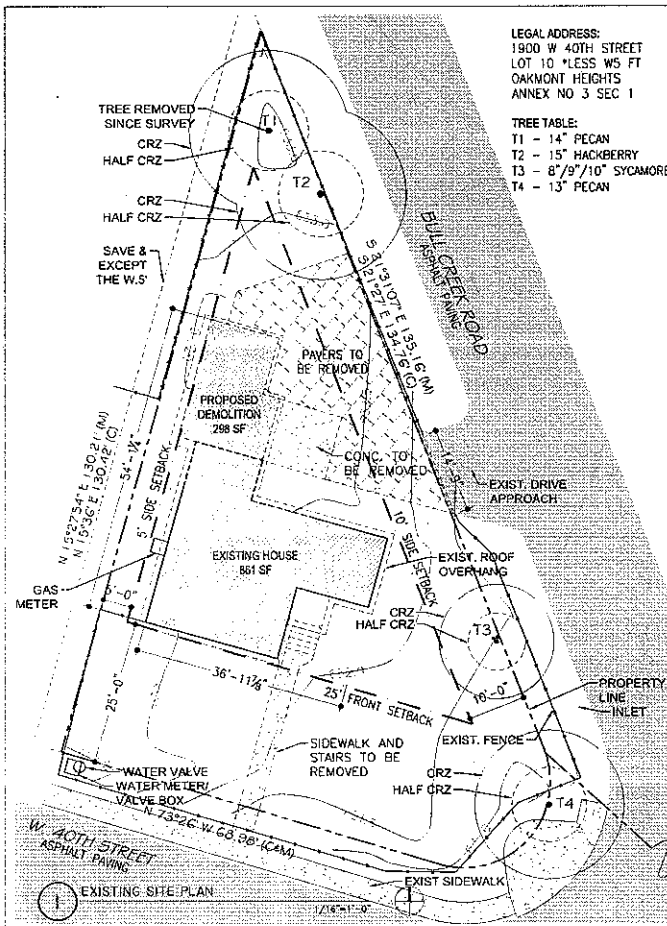 LEGAL ADDRESS:
1900 W 40TH STREET
LOT 10 *LESS W5 FT
OAKMONT HEIGHTS
ANNEX NO 3 SEC 1
TREE TABLE:
T1 - 14" PECAN
T2 - 15" HACKBERRY
T3 - 8"/9"/10" SYCAMORE
T4 - 13" PECAN
TREE REMOVED
SINCE SURVEY
T1
CRZ
HALF CRZ
CRZ
HALF CRZ
T2
SAVE &
EXCEPT
THE W.5'
BULL CREEK ROAD
ASPHALT PAVING
S 21°31'07" E 135.16' (M)
S 21°27' E 134.76' (C)
PAVERS TO
BE REMOVED
PROPOSED
DEMOLITION
298 SF
CONC. TO
BE REMOVED
14'-9"
EXIST. DRIVE
APPROACH
N 15°27'54" E 130.21' (M)
N 15°36' E 130.42' (C)
54'-1¼"
5' SIDE SETBACK
10' SIDE SETBACK
EXISTING HOUSE
861 SF
EXIST. ROOF
OVERHANG
GAS
METER
5'-0"
CRZ
HALF CRZ
T3
36'-11⅞"
25' FRONT SETBACK
25'-0"
10'-0"
PROPERTY
LINE
INLET
EXIST. FENCE
SIDEWALK AND
STAIRS TO BE
REMOVED
CRZ
HALF CRZ
T4
WATER VALVE
WATER METER/
VALVE BOX
N 73°26' W 68.98' (C+M)
W. 40TH STREET
ASPHALT PAVING
EXIST SIDEWALK
1
EXISTING SITE PLAN
1/16"=1'-0"